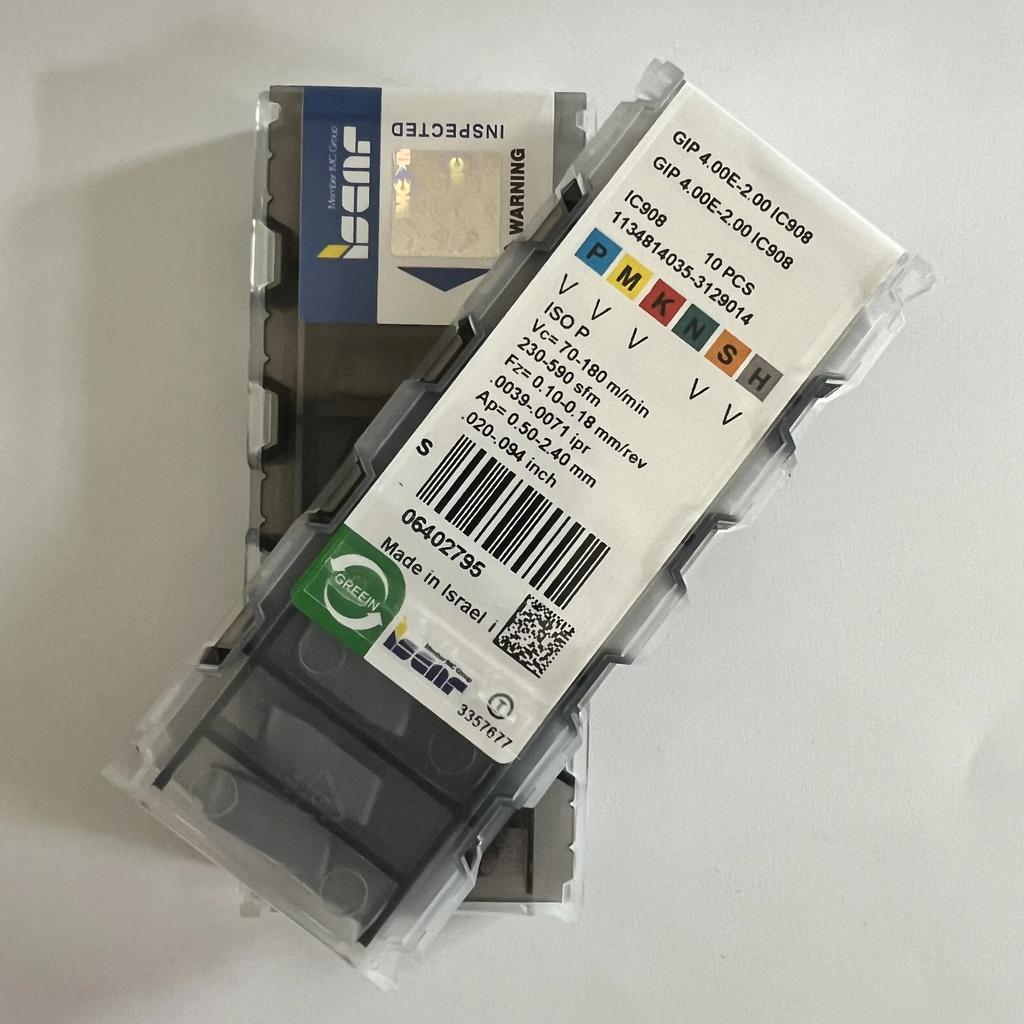 GIP 4.00E-2.00 IC908
GIP 4.00E-2.00 IC908
IC908 10 PCS
1134814035-3129014
P M K N S H
V V V V V
ISO P
Vc= 70-180 m/min
230-590 sfm
Fz= 0.10-0.18 mm/rev
.0039-.0071 ipr
Ap= 0.50-2.40 mm
.020-.094 inch
S
06402795
Made in Israel i
GREEIN
iscar
Member IMC Group
T
3357677
INSPECTED
WARNING
iscar
Member IMC Group